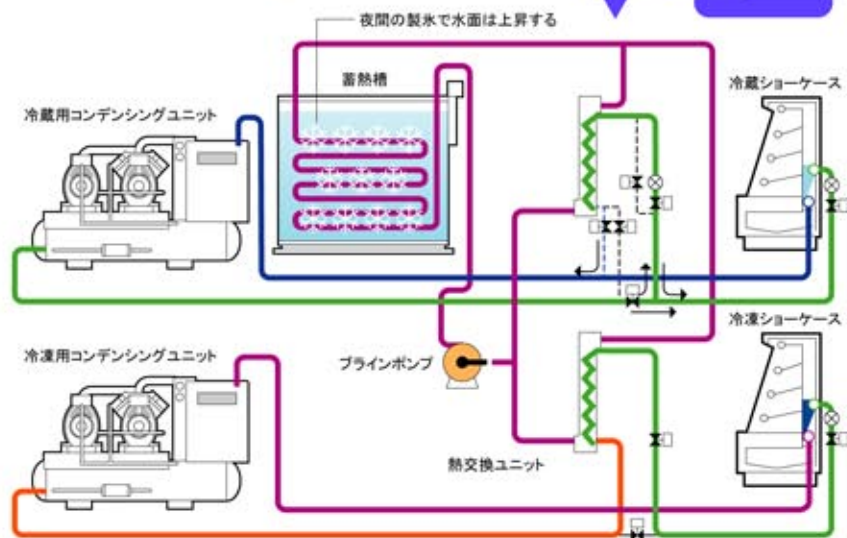 夜間の製氷で水面は上昇する
蓄熱槽
冷蔵用コンデンシングユニット
冷蔵ショーケース
冷凍用コンデンシングユニット
ブラインポンプ
冷凍ショーケース
熱交換ユニット